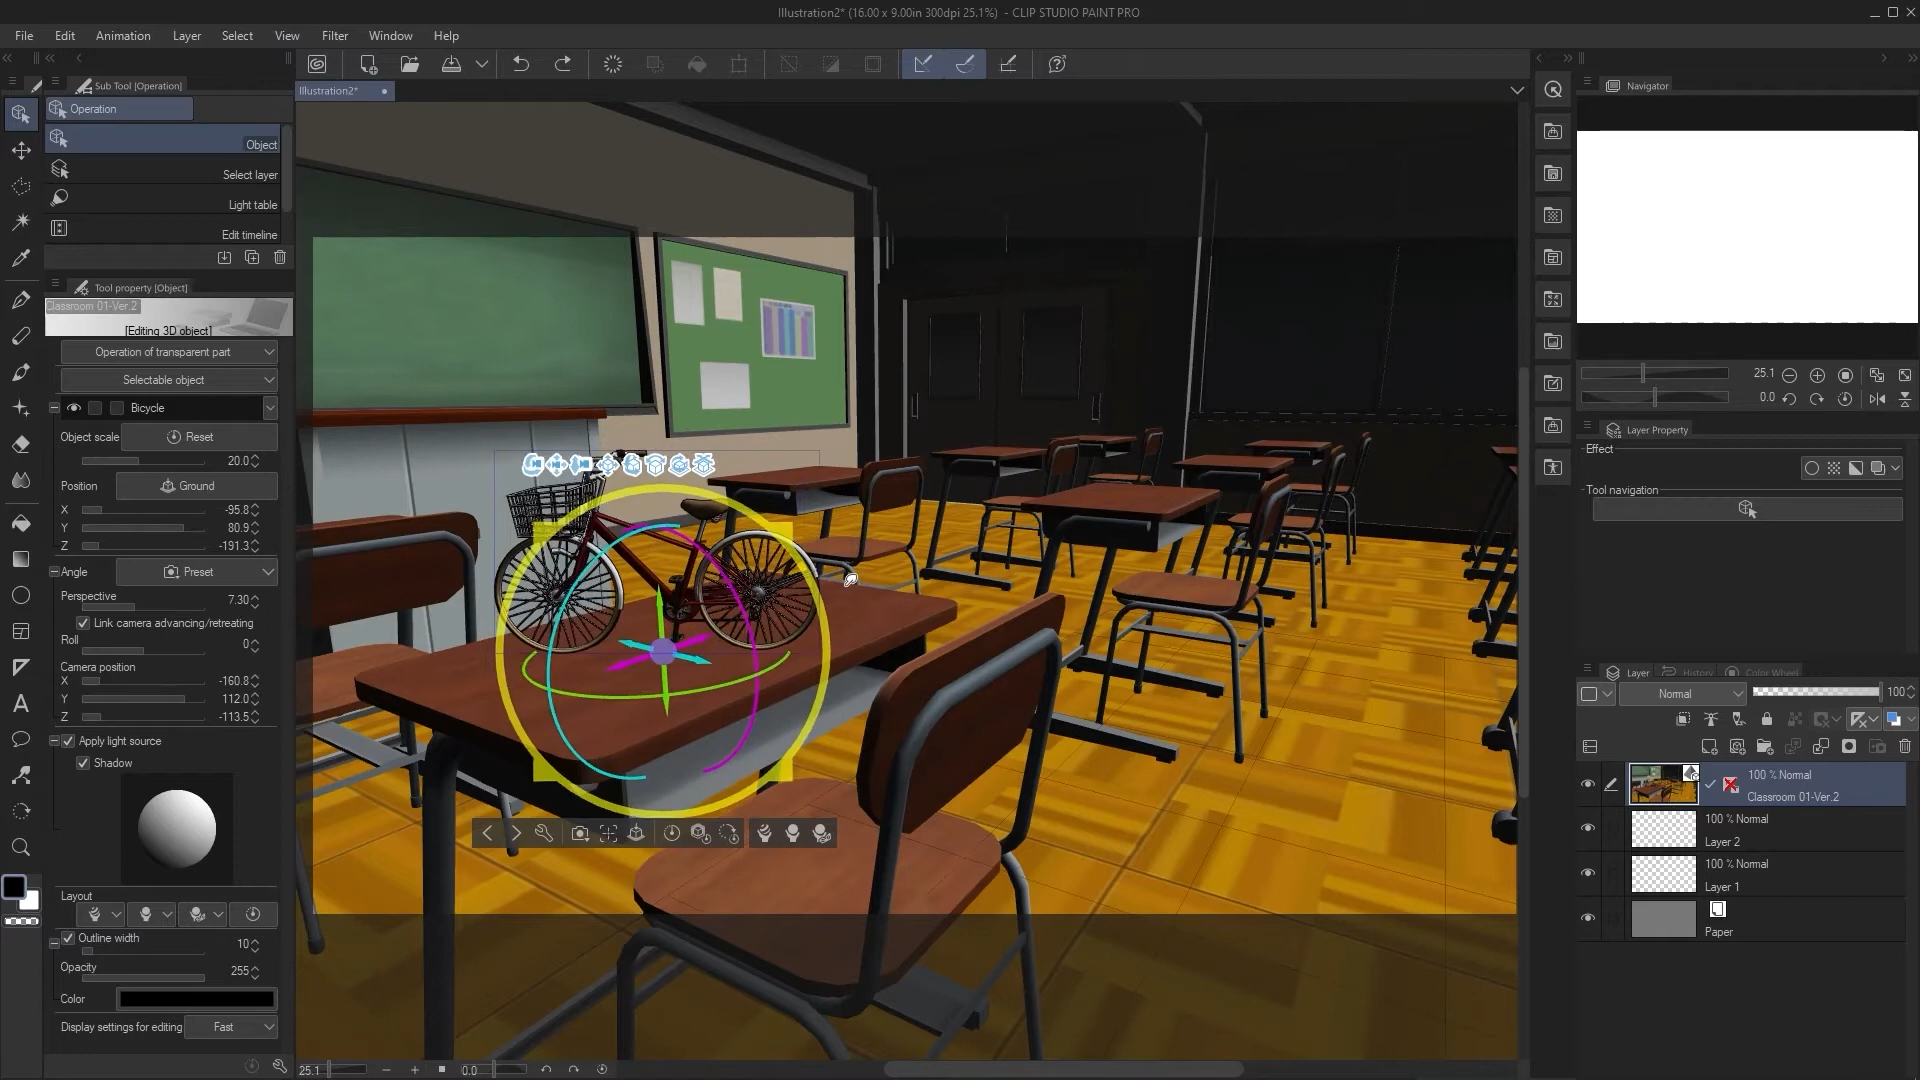 Illustration2* (16.00 x 9.00in 300dpi 25.1%) - CLIP STUDIO PAINT PRO
File Edit Animation Layer Select View Filter Window Help
Sub Tool [Operation]
Operation
Object
Select layer
Light table
Edit timeline
Tool property [Object]
Classroom 01-Ver.2
[Editing 3D object]
Operation of transparent part
Selectable object
Bicycle
Object scale Reset
20.0
Position Ground
X -95.8
Y 80.9
Z -191.3
Angle Preset
Perspective 7.30
Link camera advancing/retreating
Roll 0
Camera position
X -160.8
Y 112.0
Z -113.5
Apply light source
Shadow
Layout
Outline width 10
Opacity 255
Color
Display settings for editing Fast
Illustration2*
25.1 0.0
Navigator
25.1
0.0
Layer Property
Effect
Tool navigation
Layer History Color Wheel
Normal 100
100 % Normal
Classroom 01-Ver.2
100 % Normal
Layer 2
100 % Normal
Layer 1
Paper